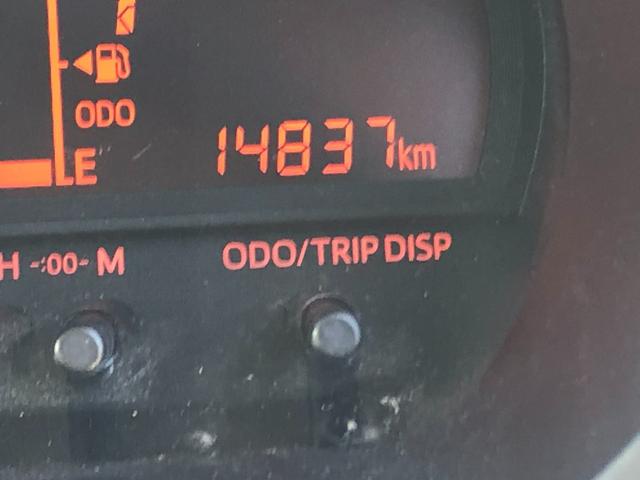 ODO
14837km
E
H -:00- M
ODO/TRIP DISP